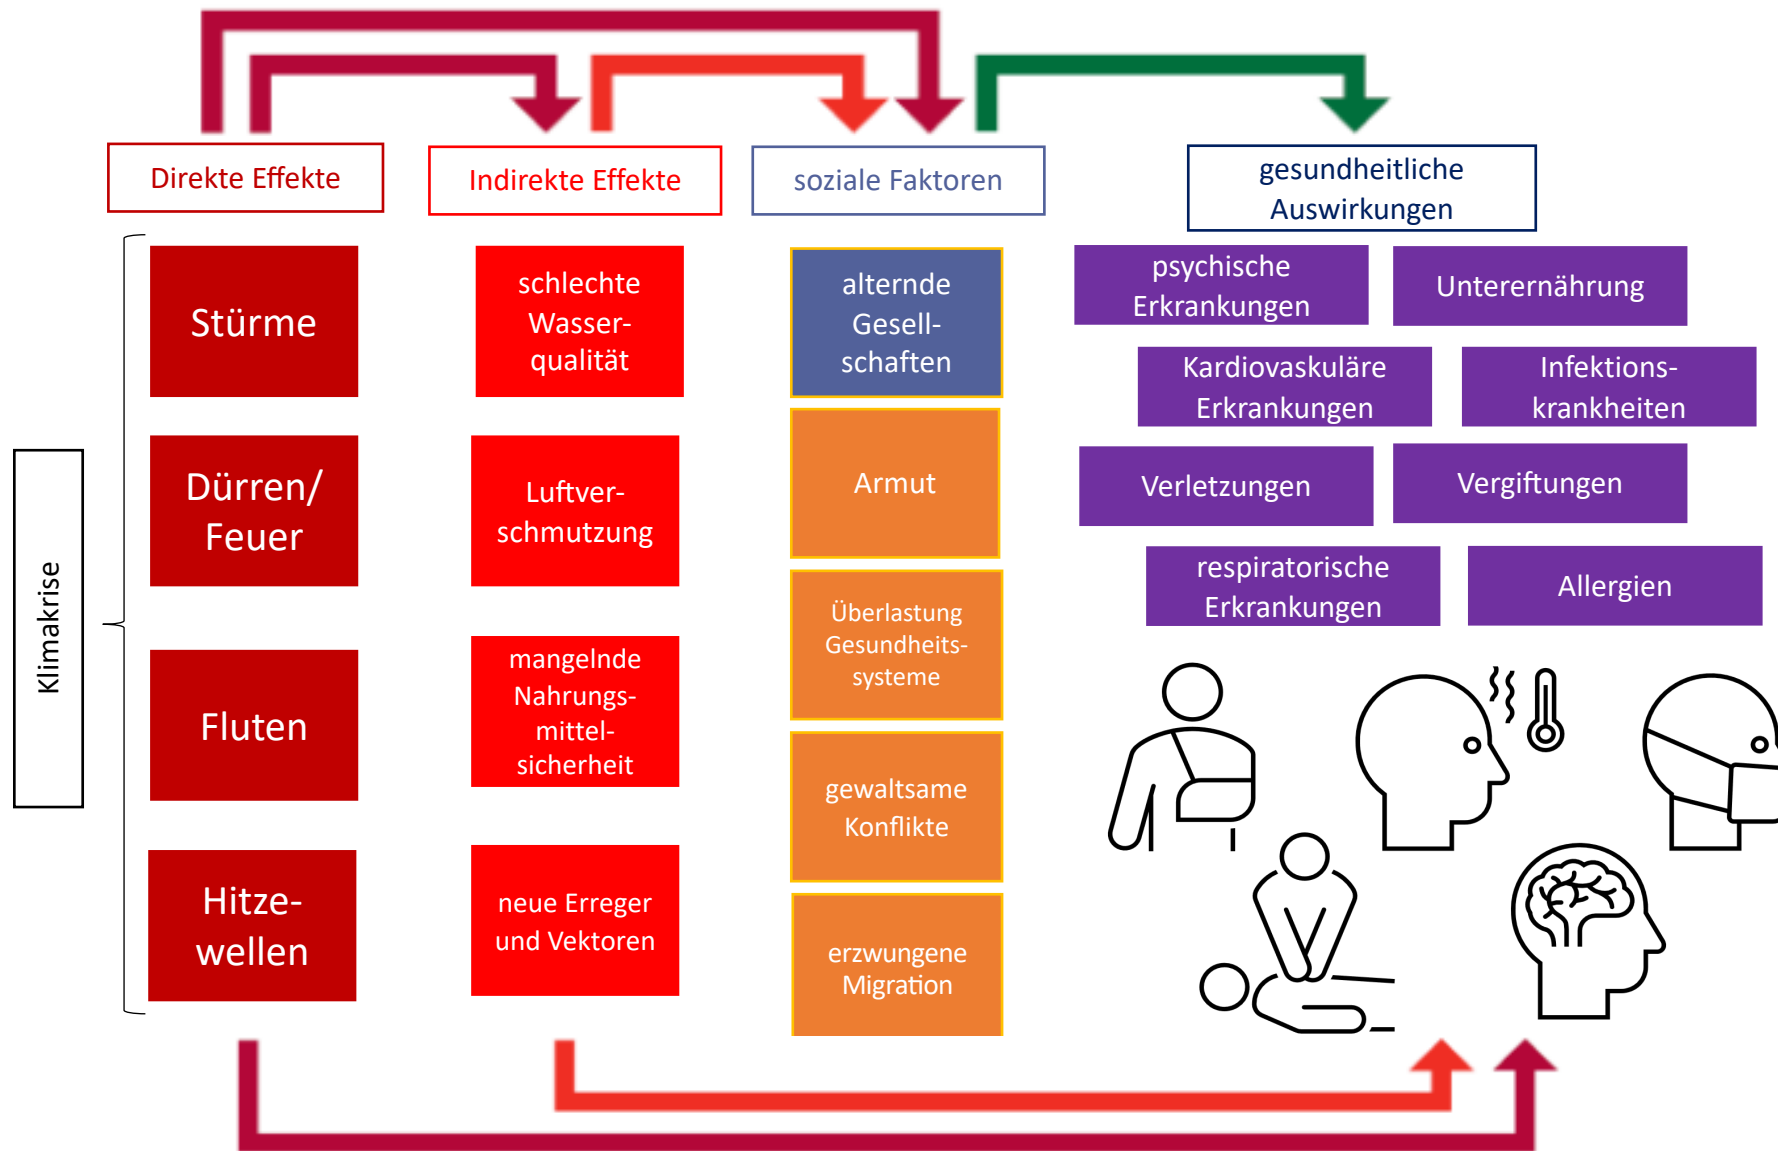 Direkte Effekte
Indirekte Effekte
soziale Faktoren
gesundheitliche
Auswirkungen
Klimakrise
Stürme
Dürren/
Feuer
Fluten
Hitze-
wellen
schlechte
Wasser-
qualität
Luftver-
schmutzung
mangelnde
Nahrungs-
mittel-
sicherheit
neue Erreger
und Vektoren
alternde
Gesell-
schaften
Armut
Überlastung
Gesundheits-
systeme
gewaltsame
Konflikte
erzwungene
Migration
psychische
Erkrankungen
Unterernährung
Kardiovaskuläre
Erkrankungen
Infektions-
krankheiten
Verletzungen
Vergiftungen
respiratorische
Erkrankungen
Allergien